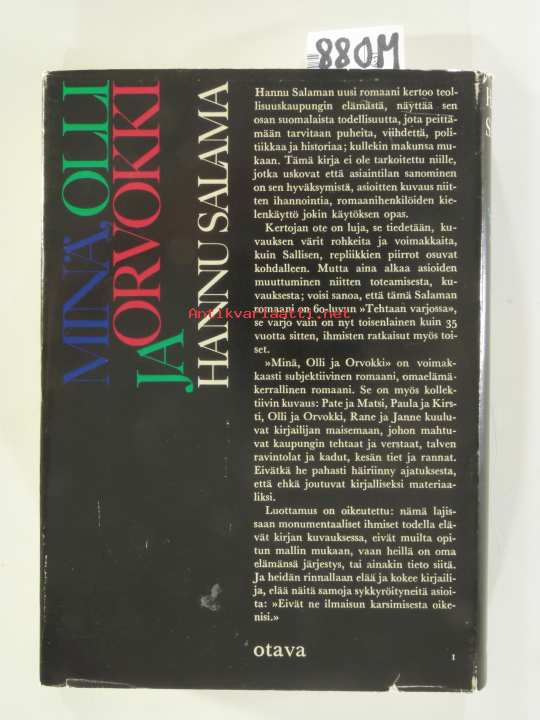 880M
MINÄ, OLLI
JA ORVOKKI
HANNU SALAMA
Hannu Salaman uusi romaani kertoo teol-
lisuuskaupungin elämästä, näyttää sen
osan suomalaista todellisuutta, jota peittä-
mään tarvitaan puheita, viihdettä, poli-
tiikkaa ja historiaa; kullekin makunsa mu-
kaan. Tämä kirja ei ole tarkoitettu niille,
jotka uskovat että asiaintilan sanominen
on sen hyväksymistä, asioitten kuvaus niit-
ten ihannointia, romaanihenkilöiden kie-
lenkäyttö jokin käytöksen opas.
Kertojan ote on luja, se tiedetään, ku-
vauksen värit rohkeita ja voimakkaita,
kuin Sallisen, repliikkien piirrot osuvat
kohdalleen. Mutta aina alkaa asioiden
muuttuminen niitten toteamisesta, ku-
vauksesta; voisi sanoa, että tämä Salaman
romaani on 60-luvun »Tehtaan varjossa»,
se varjo vain on nyt toisenlainen kuin 35
vuotta sitten, ihmisten ratkaisut myös toi-
set.
»Minä, Olli ja Orvokki» on voimak-
kaasti subjektiivinen romaani, omaelämä-
kerrallinen romaani. Se on myös kollek-
tiivin kuvaus: Pate ja Matsi, Paula ja Kirs-
ti, Olli ja Orvokki, Rane ja Janne kuulu-
vat kirjailijan maisemaan, johon mahtu-
vat kaupungin tehtaat ja verstaat, talven
ravintolat ja kadut, kesän tiet ja rannat.
Eivätkä he pahasti häiriinny ajatuksesta,
että ehkä joutuvat kirjalliseksi materiaa-
liksi.
Luottamus on oikeutettu: nämä lajis-
saan monumentaaliset ihmiset todella elä-
vät kirjan kuvauksessa, eivät muilta opi-
tun mallin mukaan, vaan heillä on oma
elämänsä järjestys, tai ainakin tieto siitä.
Ja heidän rinnallaan elää ja kokee kirjaili-
ja, elää näitä samoja sykkyröityneitä asioi-
ta: »Eivät ne ilmaisun karsimisesta oike-
nisi.»
otava
1
Antikvariaatti.net